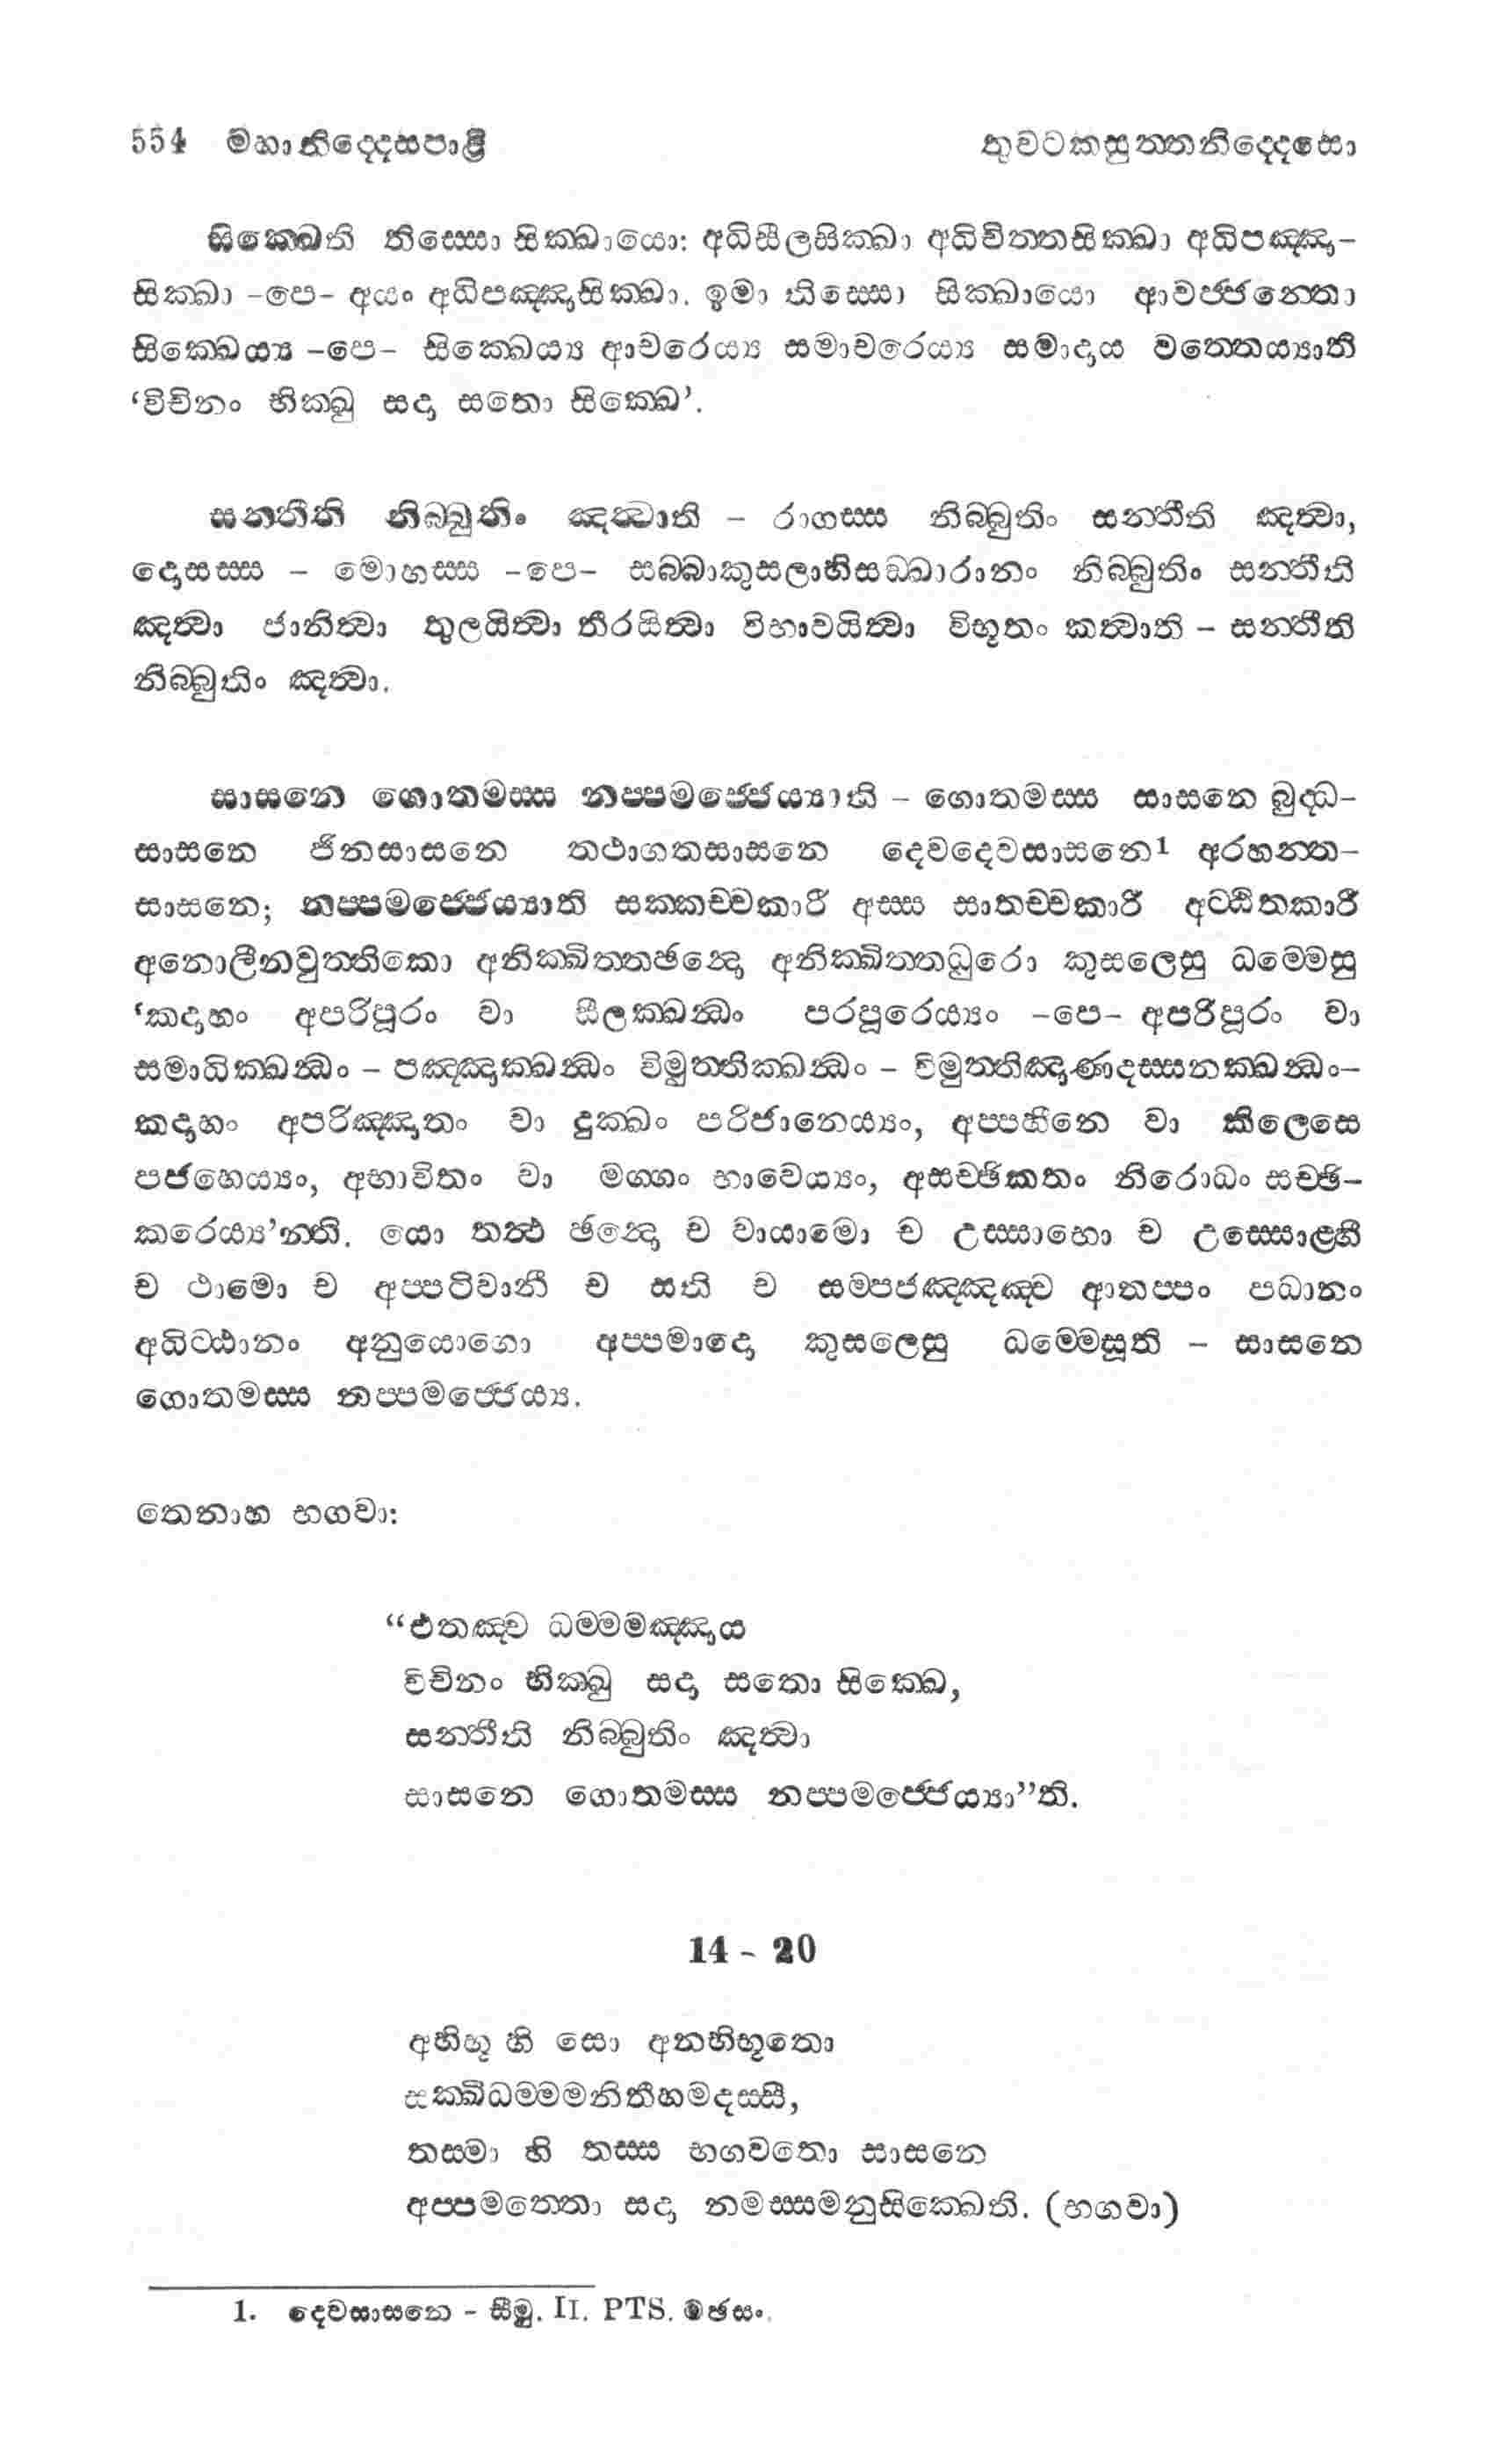 554 මහානිද්දෙසපාළි තුවටකසුත්තනිද්දෙසො
සික්ඛෙති තිස්සො සික්ඛායො: අධිසීලසික්ඛා අධිචිත්තසික්ඛා අධිපඤ්ඤා-
සික්ඛා -පෙ- අයං අධිපඤ්ඤාසික්ඛා. ඉමා තිස්සො සික්ඛායො ආවජ්ජන්තො
සික්ඛෙය්‍ය -පෙ- සික්ඛෙය්‍ය ආචරෙය්‍ය සමාචරෙය්‍ය සමාදාය වත්තෙය්‍යාති
‘විචිනං භික්ඛු සදා සතො සික්ඛෙ’.
සන්තීති නිබ්බුතිං ඤත්වාති – රාගස්ස නිබ්බුතිං සන්තීති ඤත්වා,
දොසස්ස – මොහස්ස -පෙ- සබ්බාකුසලාභිසඞ්ඛාරානං නිබ්බුතිං සන්තීති
ඤත්වා ජානිත්වා තුලයිත්වා තීරයිත්වා විභාවයිත්වා විභූතං කත්වාති – සන්තීති
නිබ්බුතිං ඤත්වා.
සාසනෙ ගොතමස්ස නප්පමජ්ජෙය්‍යාති – ගොතමස්ස සාසනෙ බුද්ධ-
සාසනෙ ජිනසාසනෙ තථාගතසාසනෙ දෙවදෙවසාසනෙ¹ අරහන්ත-
සාසනෙ; නප්පමජ්ජෙය්‍යාති සක්කච්චකාරී අස්ස සාතච්චකාරී අට්ඨිතකාරී
අනොලීනවුත්තිකො අනික්ඛිත්තඡන්දො අනික්ඛිත්තධුරො කුසලෙසු ධම්මෙසු
‘කදාහං අපරිපූරං වා සීලක්ඛන්ධං පරපූරෙය්‍යං -පෙ- අපරිපූරං වා
සමාධික්ඛන්ධං – පඤ්ඤාක්ඛන්ධං විමුත්තික්ඛන්ධං – විමුත්තිඤාණදස්සනක්ඛන්ධං–
කදාහං අපරිඤ්ඤාතං වා දුක්ඛං පරිජානෙය්‍යං, අප්පහීනෙ වා කිලෙසෙ
පජහෙය්‍යං, අභාවිතං වා මග්ගං භාවෙය්‍යං, අසච්ඡිකතං නිරොධං සච්ඡි-
කරෙය්‍ය’න්ති. යො තත්ථ ඡන්දො ච වායාමො ච උස්සාහො ච උස්සොළ්හී
ච ථාමො ච අප්පටිවානී ච සති ච සම්පජඤ්ඤඤ්ච ආතප්පං පධානං
අධිට්ඨානං අනුයොගො අප්පමාදො කුසලෙසු ධම්මෙසූති – සාසනෙ
ගොතමස්ස නප්පමජ්ජෙය්‍ය.
තෙනාහ භගවා:
“එතඤ්ච ධම්මමඤ්ඤාය
විචිනං භික්ඛු සදා සතො සික්ඛෙ,
සන්තීති නිබ්බුතිං ඤත්වා
සාසනෙ ගොතමස්ස නප්පමජ්ජෙය්‍යා”ති.
14 - 20
අභිභූ හි සො අනභිභූතො
සක්ඛිධම්මමනිතීහමදස්සී,
තස්මා හි තස්ස භගවතො සාසනෙ
අප්පමත්තො සදා නමස්සමනුසික්ඛෙති. (භගවා)
1. දෙවසාසනෙ - සීමු. II. PTS. මඡසං.